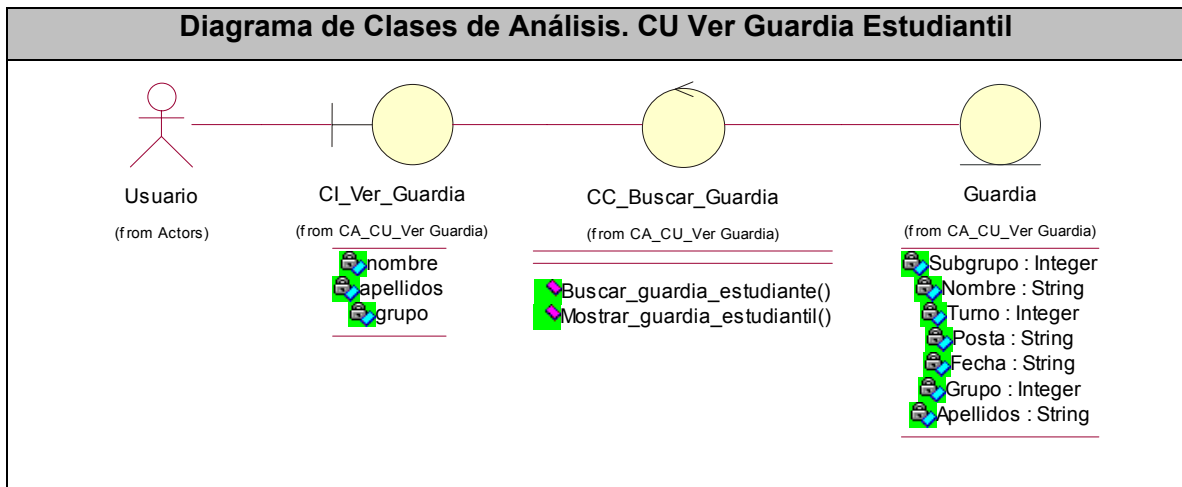 Diagrama de Clases de Análisis. CU Ver Guardia Estudiantil
Usuario
(from Actors)
CI_Ver_Guardia
(from CA_CU_Ver Guardia)
nombre
apellidos
grupo
CC_Buscar_Guardia
(from CA_CU_Ver Guardia)
Buscar_guardia_estudiante()
Mostrar_guardia_estudiantil()
Guardia
(from CA_CU_Ver Guardia)
Subgrupo : Integer
Nombre : String
Turno : Integer
Posta : String
Fecha : String
Grupo : Integer
Apellidos : String